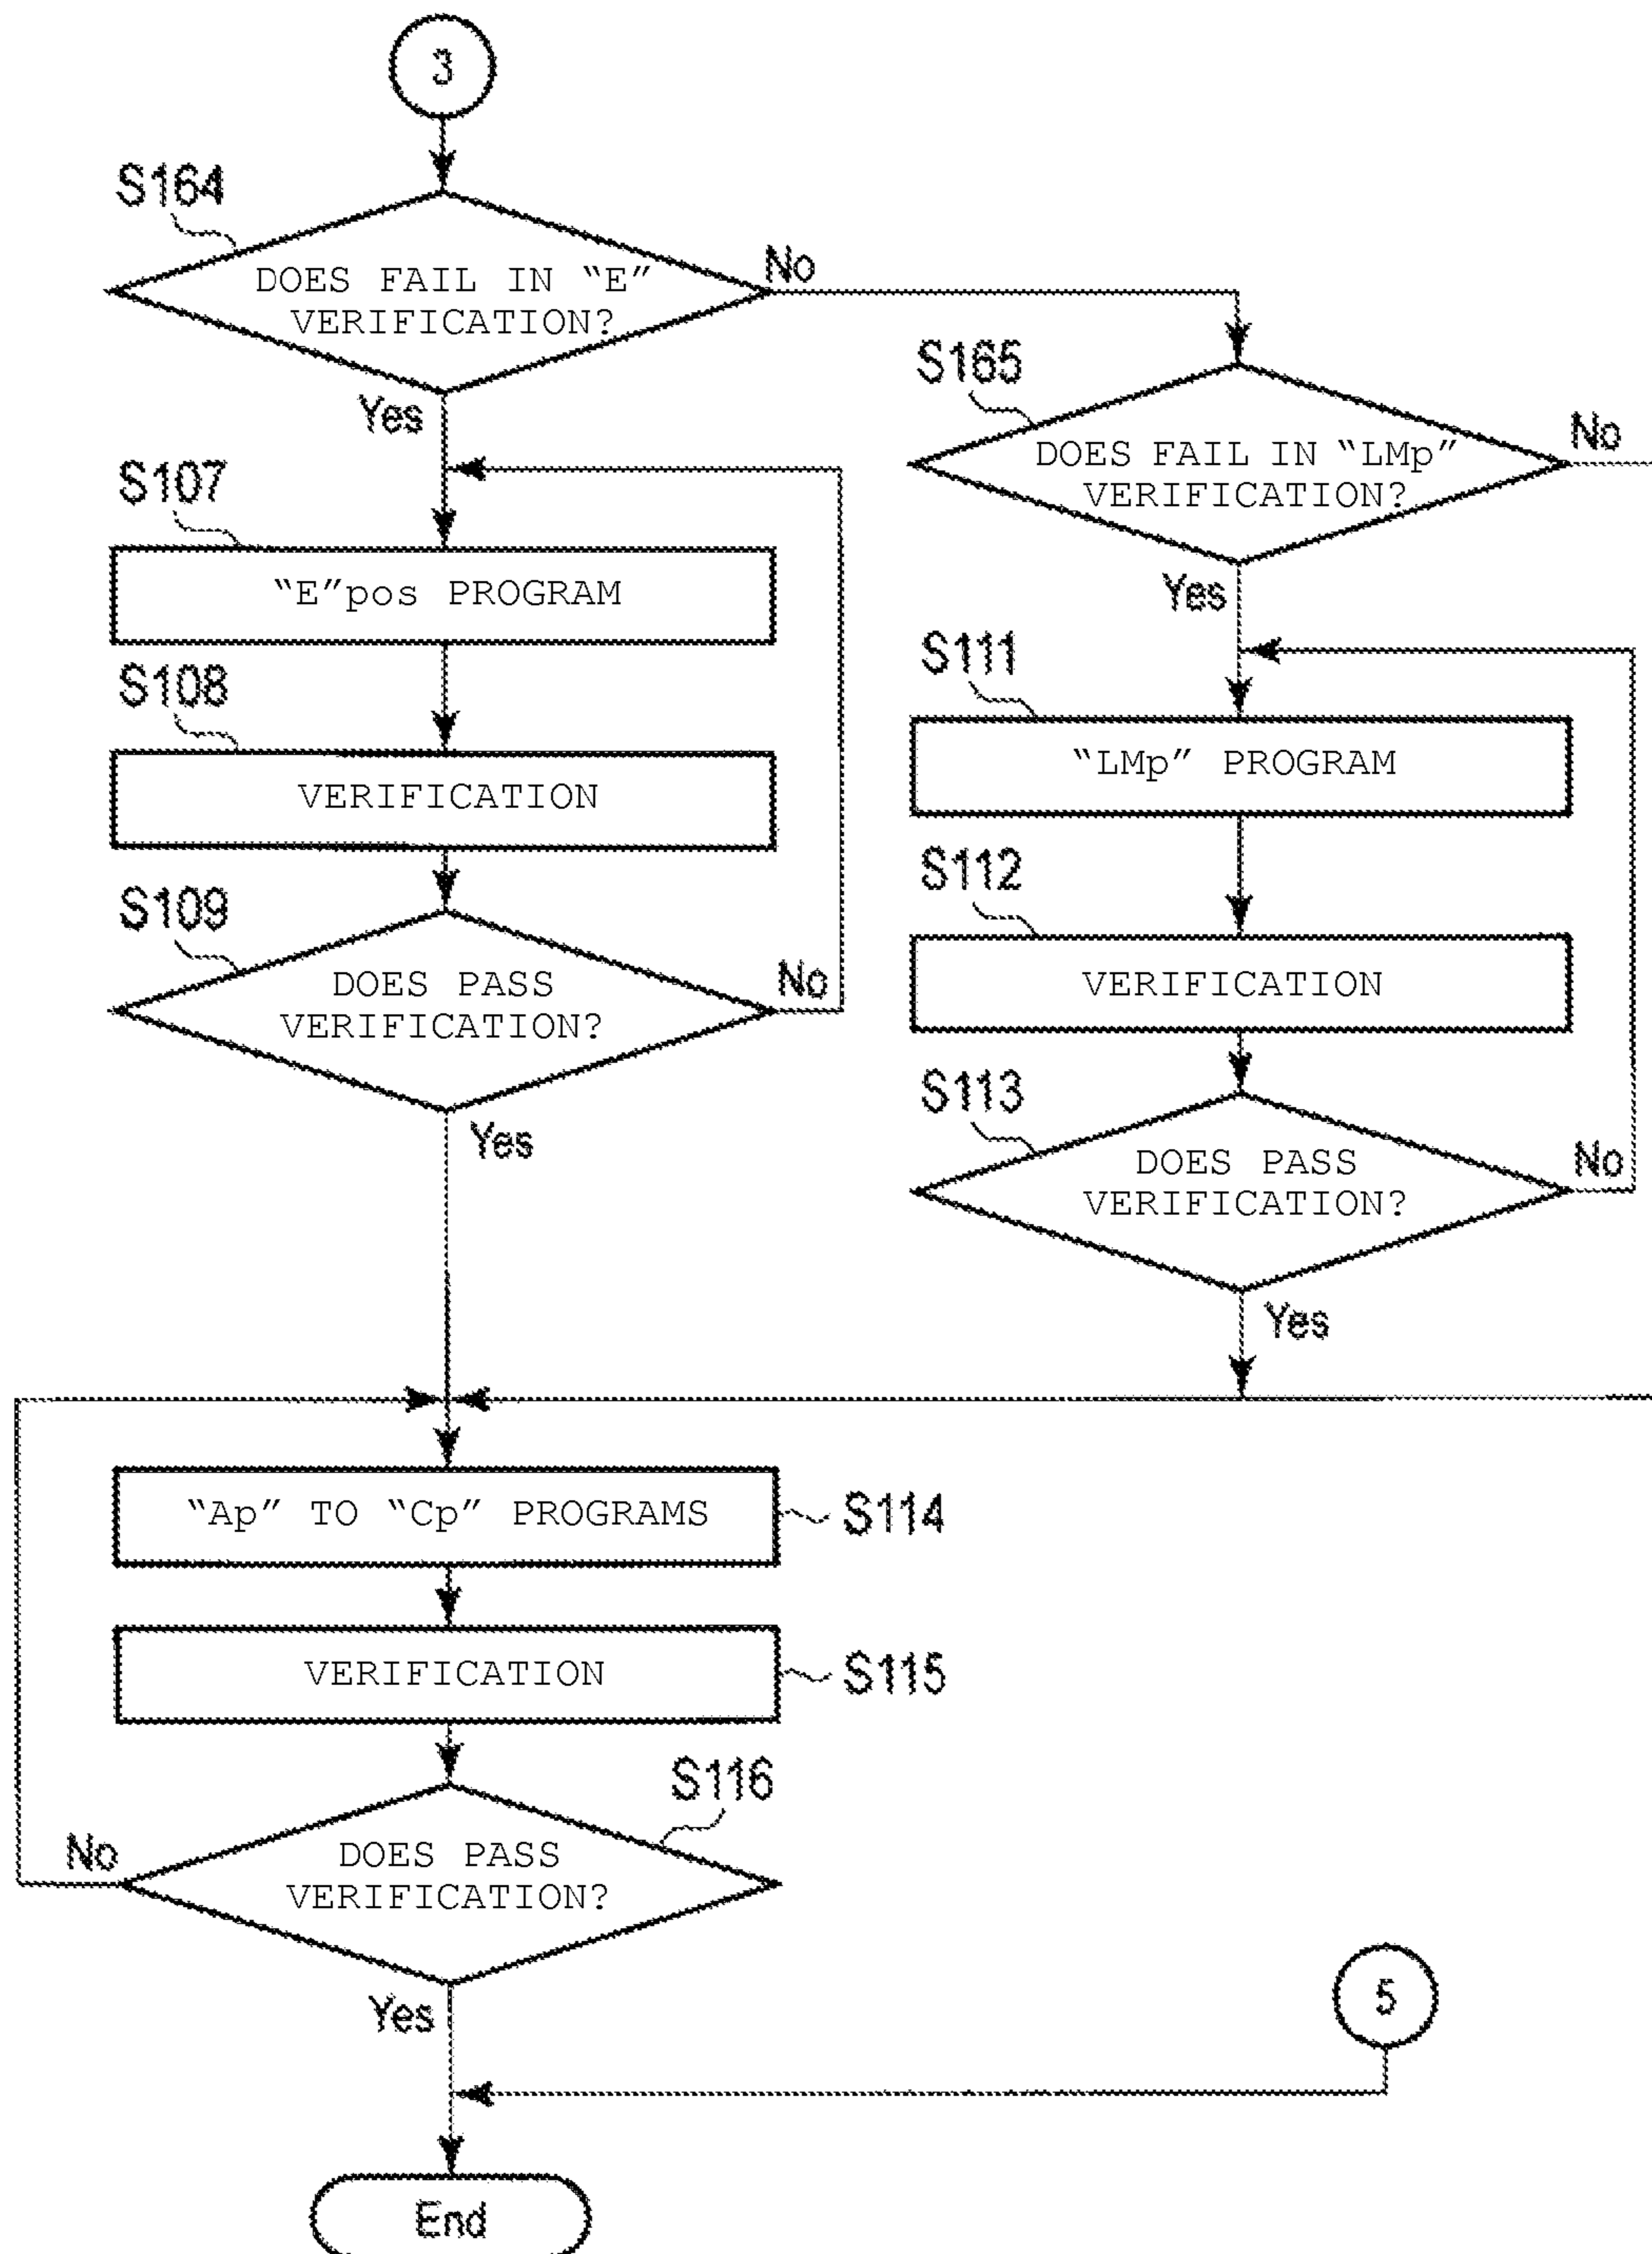 3
S164
DOES FAIL IN “E”
VERIFICATION?
No
Yes
S165
DOES FAIL IN “LMp”
VERIFICATION?
No
Yes
S107
“E”pos PROGRAM
S108
VERIFICATION
S109
DOES PASS
VERIFICATION?
No
Yes
S111
“LMp” PROGRAM
S112
VERIFICATION
S113
DOES PASS
VERIFICATION?
No
Yes
“Ap” TO “Cp” PROGRAMS
S114
VERIFICATION
S115
S116
DOES PASS
VERIFICATION?
No
Yes
5
End